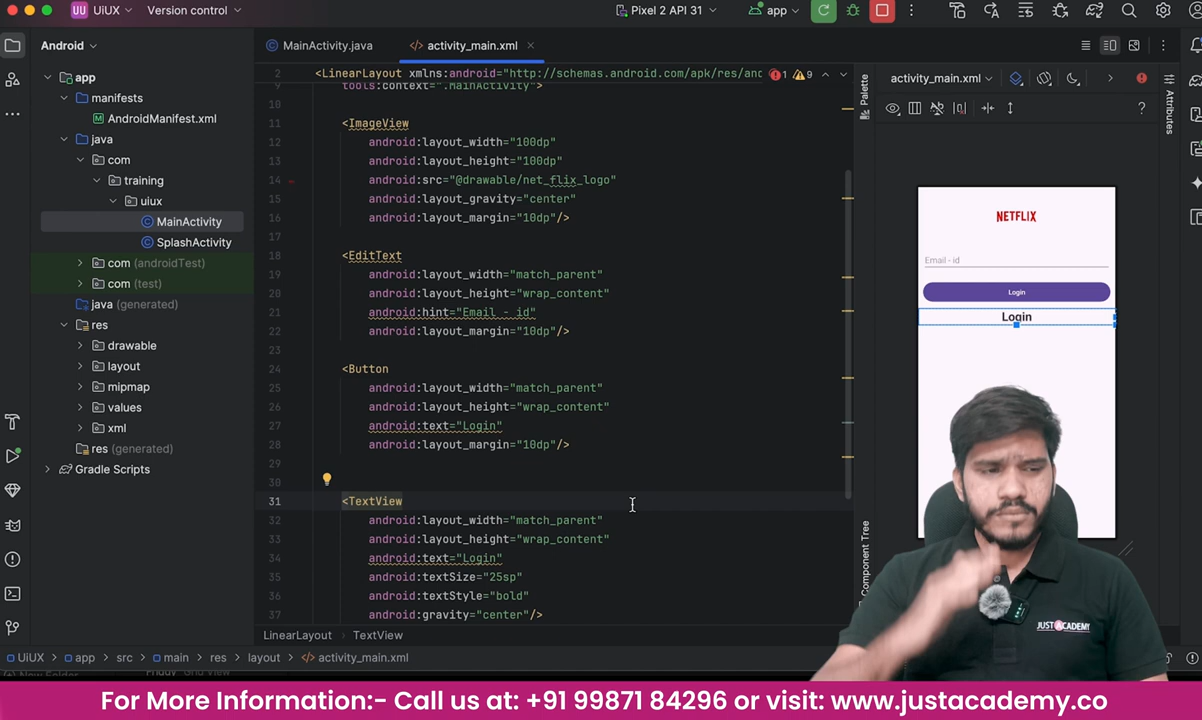 UU UiUX Version control
Pixel 2 API 31 app
Android
MainActivity.java activity_main.xml
2 <LinearLayout xmlns:android="http://schemas.android.com/apk/res/and 1 9
activity_main.xml
Palette
Attributes
app
manifests
AndroidManifest.xml
java
com
training
uiux
MainActivity
SplashActivity
com (androidTest)
com (test)
java (generated)
res
drawable
layout
mipmap
values
xml
res (generated)
Gradle Scripts
9 tools:context=".MainActivity">
10
11 <ImageView
12 android:layout_width="100dp"
13 android:layout_height="100dp"
14 android:src="@drawable/net_flix_logo"
15 android:layout_gravity="center"
16 android:layout_margin="10dp"/>
17
18 <EditText
19 android:layout_width="match_parent"
20 android:layout_height="wrap_content"
21 android:hint="Email - id"
22 android:layout_margin="10dp"/>
23
24 <Button
25 android:layout_width="match_parent"
26 android:layout_height="wrap_content"
27 android:text="Login"
28 android:layout_margin="10dp"/>
29
30
31 <TextView
32 android:layout_width="match_parent"
33 android:layout_height="wrap_content"
34 android:text="Login"
35 android:textSize="25sp"
36 android:textStyle="bold"
37 android:gravity="center"/>
NETFLIX
Email - id
Login
Login
Component Tree
JUSTACADEMY
LinearLayout TextView
UiUX app src main res layout activity_main.xml
For More Information:- Call us at: +91 99871 84296 or visit: www.justacademy.co